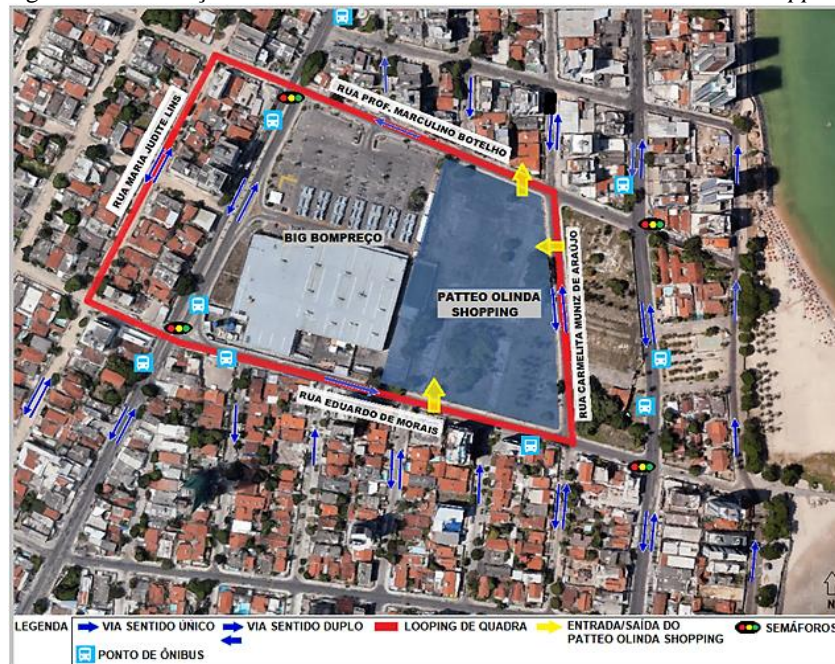 RUA PROF. MARCULINO BOTELHO
RUA MARIA JUDITE LINS
BIG BOMPREÇO
PATTEO OLINDA
SHOPPING
RUA CARMELITA MUNIZ DE ARAÚJO
RUA EDUARDO DE MORAIS
LEGENDA VIA SENTIDO ÚNICO VIA SENTIDO DUPLO LOOPING DE QUADRA ENTRADA/SAÍDA DO SEMÁFOROS
PATTEO OLINDA SHOPPING
PONTO DE ÔNIBUS